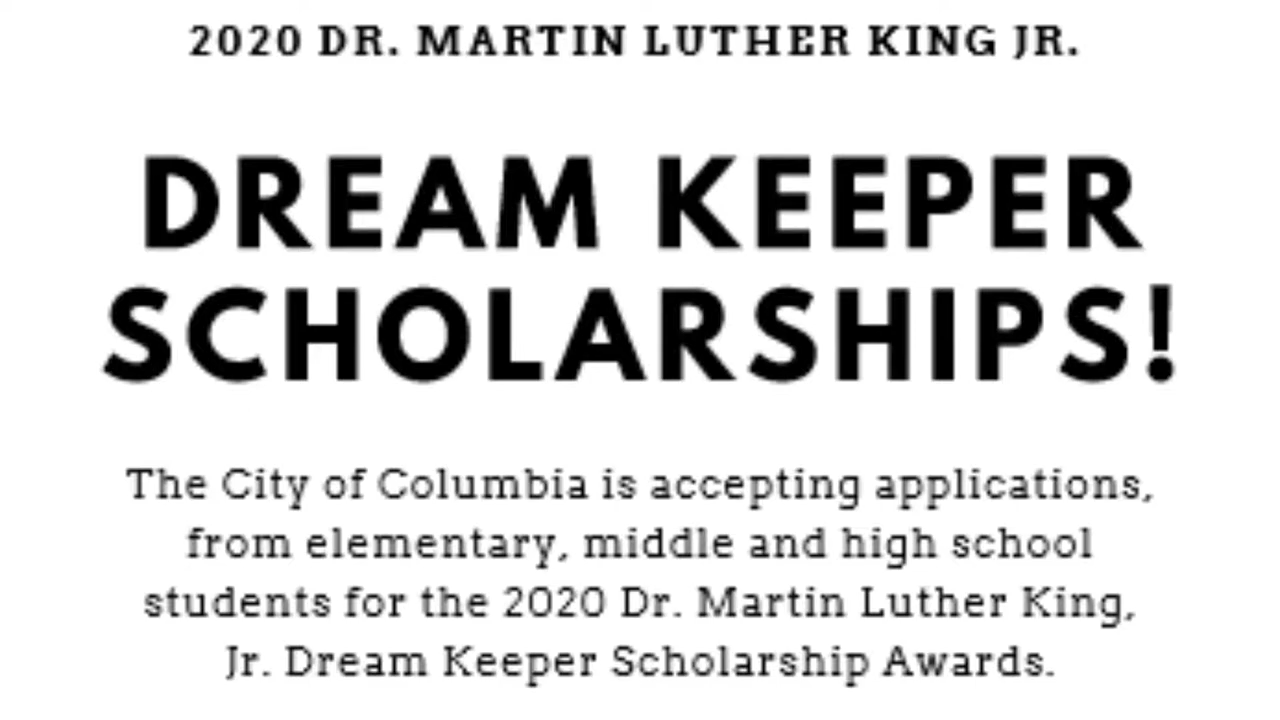 2020 DR. MARTIN LUTHER KING JR.
DREAM KEEPER
SCHOLARSHIPS!
The City of Columbia is accepting applications,
from elementary, middle and high school
students for the 2020 Dr. Martin Luther King,
Jr. Dream Keeper Scholarship Awards.